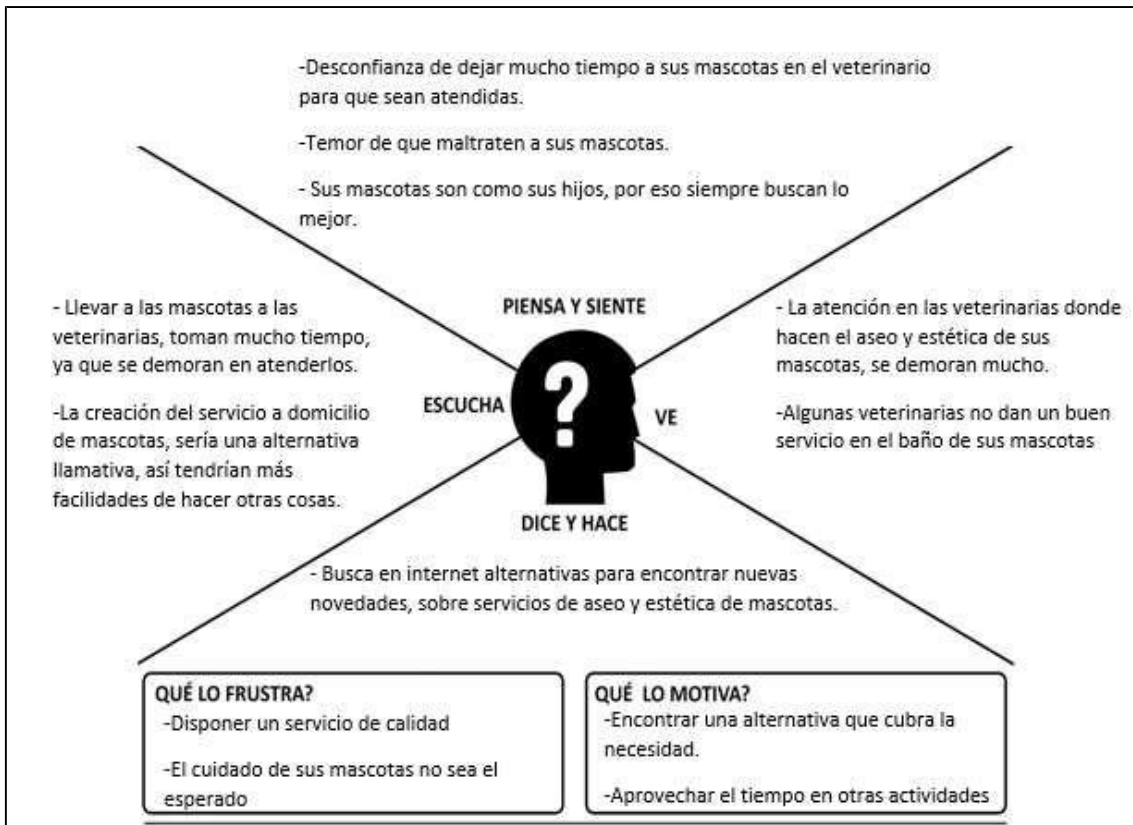 -Desconfianza de dejar mucho tiempo a sus mascotas en el veterinario
para que sean atendidas.
-Temor de que maltraten a sus mascotas.
- Sus mascotas son como sus hijos, por eso siempre buscan lo
mejor.
PIENSA Y SIENTE
- Llevar a las mascotas a las
veterinarias, toman mucho tiempo,
ya que se demoran en atenderlos.
-La creación del servicio a domicilio
de mascotas, sería una alternativa
llamativa, así tendrían más
facilidades de hacer otras cosas.
ESCUCHA
?
VE
- La atención en las veterinarias donde
hacen el aseo y estética de sus
mascotas, se demoran mucho.
-Algunas veterinarias no dan un buen
servicio en el baño de sus mascotas
DICE Y HACE
- Busca en internet alternativas para encontrar nuevas
novedades, sobre servicios de aseo y estética de mascotas.
QUÉ LO FRUSTRA?
-Disponer un servicio de calidad
-El cuidado de sus mascotas no sea el
esperado
QUÉ LO MOTIVA?
-Encontrar una alternativa que cubra la
necesidad.
-Aprovechar el tiempo en otras actividades